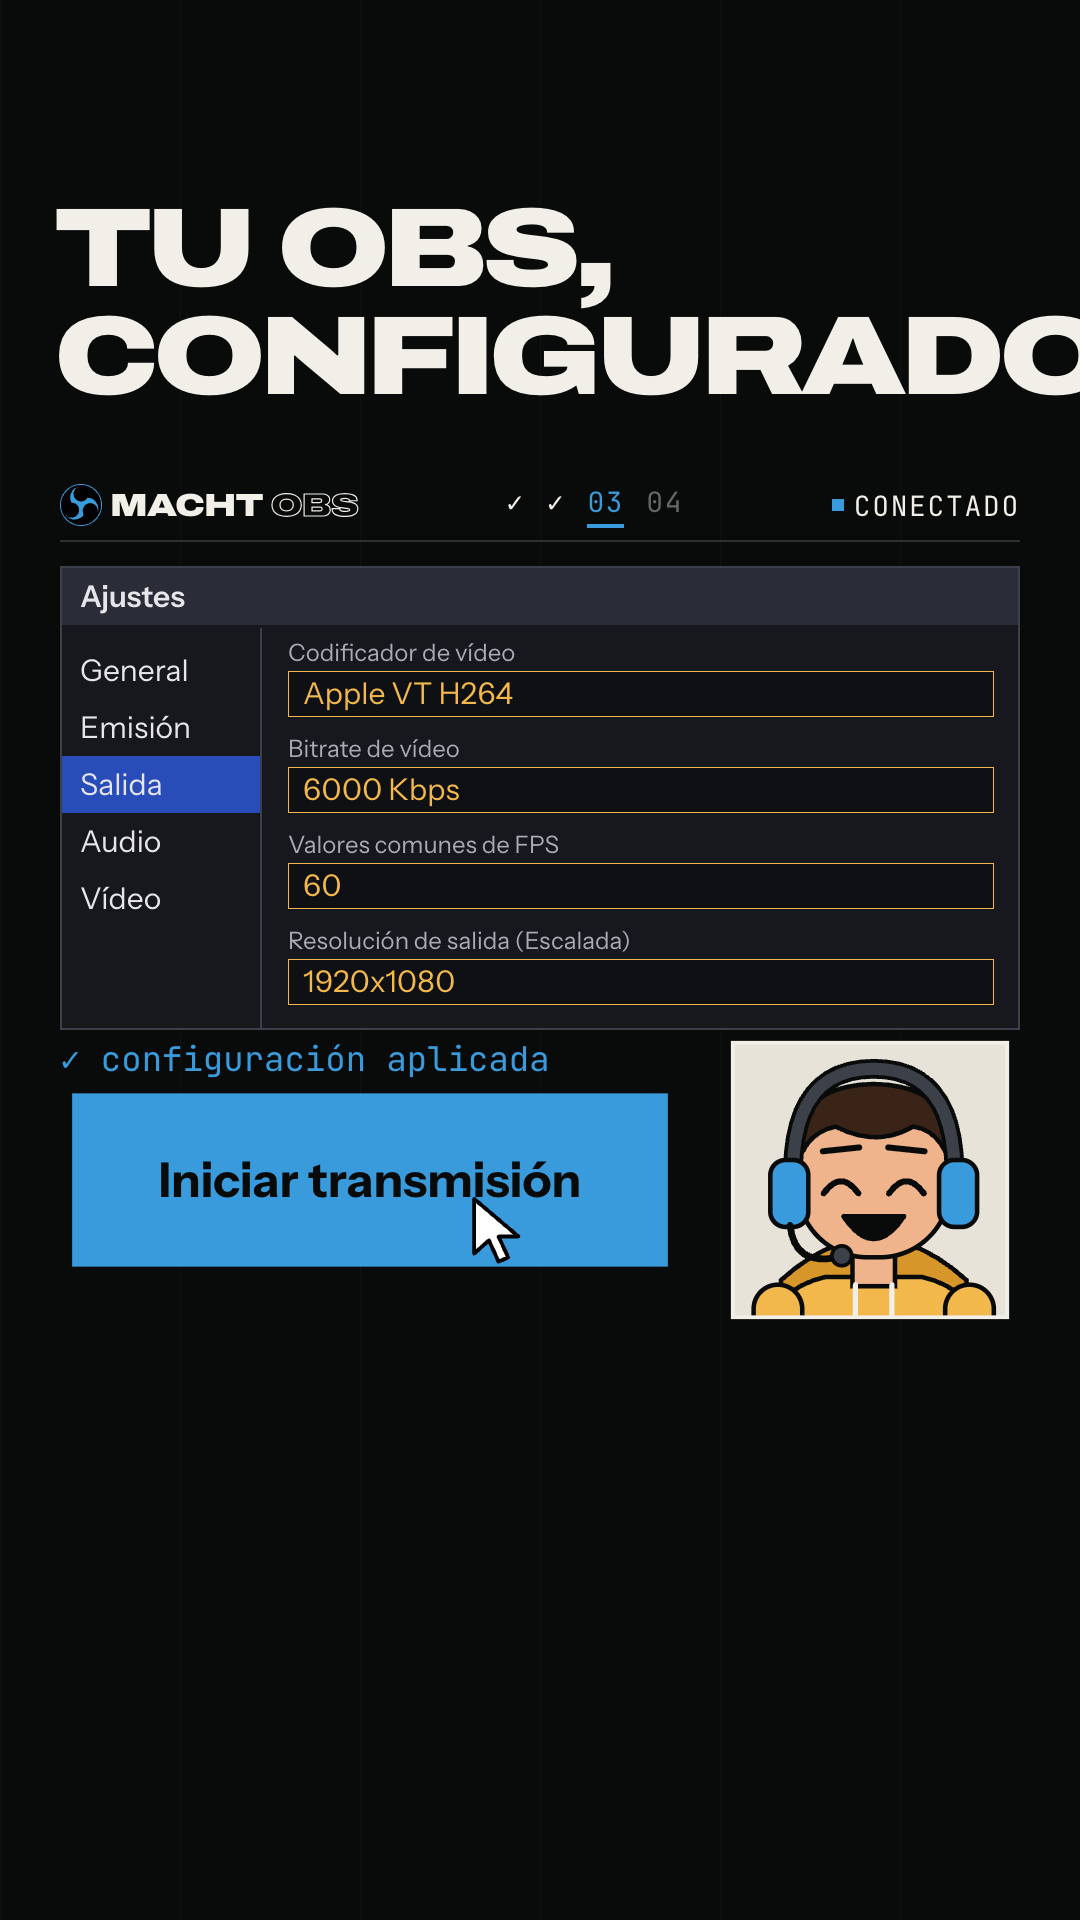 TU OBS,
CONFIGURADO
MACHT OBS
✓ ✓ 03 04
CONECTADO
Ajustes
General
Emisión
Salida
Audio
Vídeo
Codificador de vídeo
Apple VT H264
Bitrate de vídeo
6000 Kbps
Valores comunes de FPS
60
Resolución de salida (Escalada)
1920x1080
✓ configuración aplicada
Iniciar transmisión